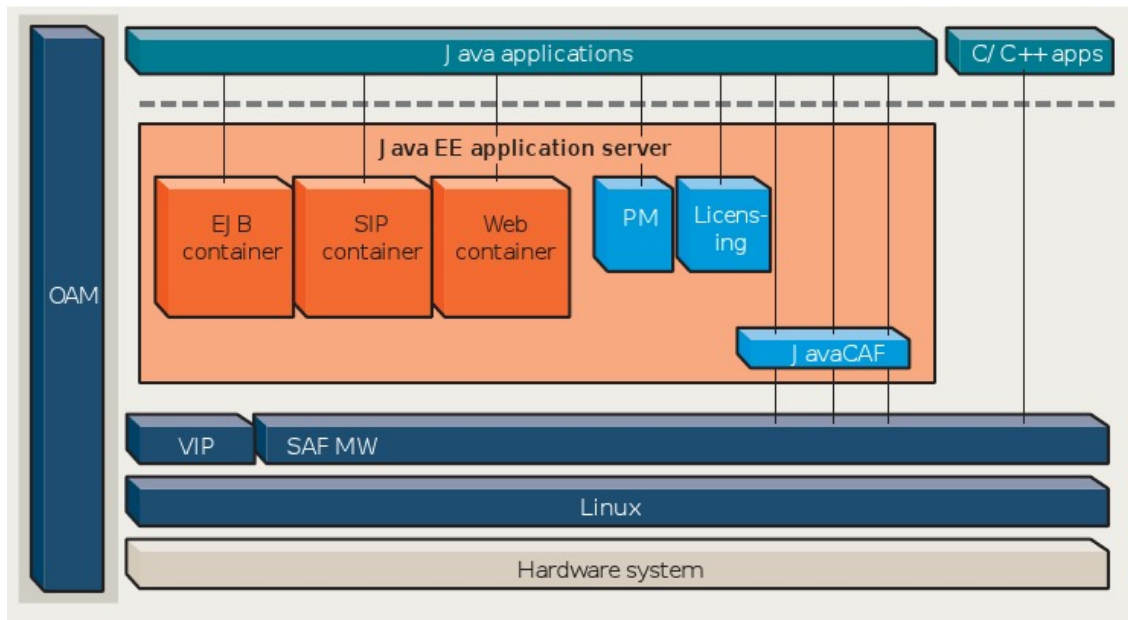 Java applications
C/C++ apps
Java EE application server
EJB
container
SIP
container
Web
container
PM
Licens-
ing
OAM
JavaCAF
VIP
SAF MW
Linux
Hardware system